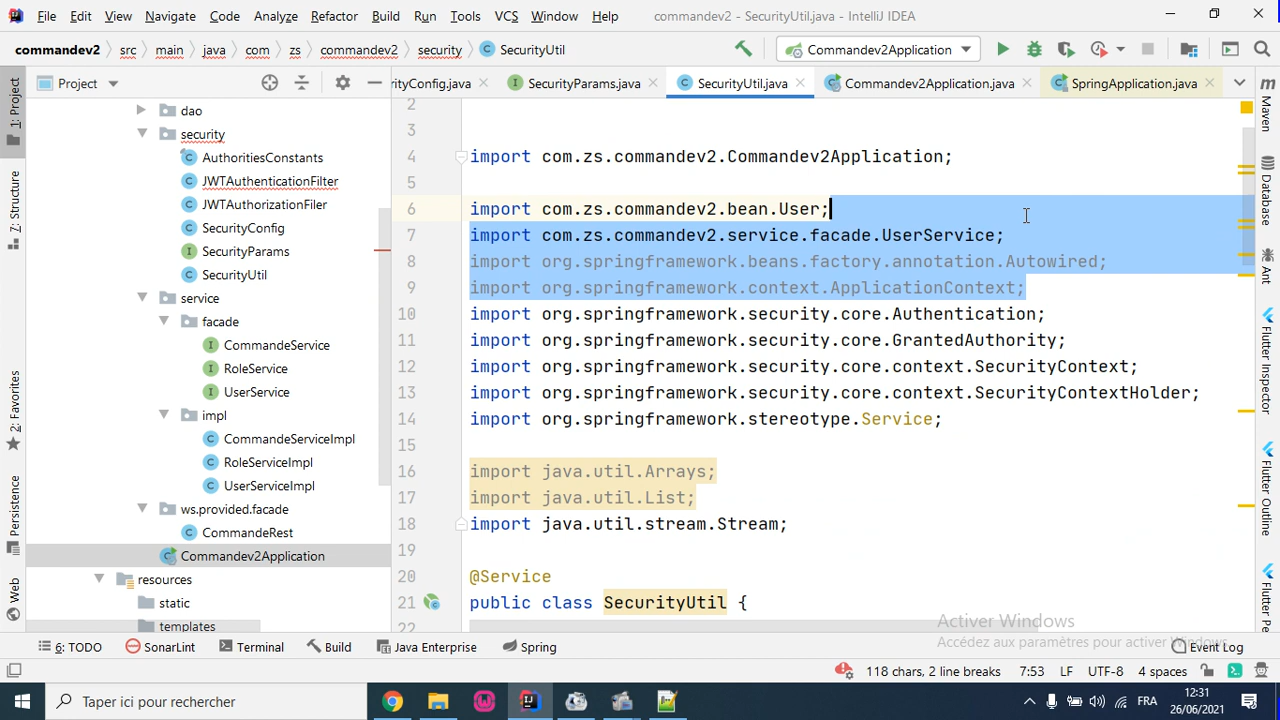 File Edit View Navigate Code Analyze Refactor Build Run Tools VCS Window Help commandev2 - SecurityUtil.java - IntelliJ IDEA
commandev2 src main java com zs commandev2 security SecurityUtil Commandev2Application
Project rityConfig.java SecurityParams.java SecurityUtil.java Commandev2Application.java SpringApplication.java
1: Project
Z: Structure
2: Favorites
Persistence
Web
dao
security
AuthoritiesConstants
JWTAuthenticationFilter
JWTAuthorizationFiler
SecurityConfig
SecurityParams
SecurityUtil
service
facade
CommandeService
RoleService
UserService
impl
CommandeServiceImpl
RoleServiceImpl
UserServiceImpl
ws.provided.facade
CommandeRest
Commandev2Application
resources
static
templates
2
3
4 import com.zs.commandev2.Commandev2Application;
5
6 import com.zs.commandev2.bean.User;
7 import com.zs.commandev2.service.facade.UserService;
8 import org.springframework.beans.factory.annotation.Autowired;
9 import org.springframework.context.ApplicationContext;
10 import org.springframework.security.core.Authentication;
11 import org.springframework.security.core.GrantedAuthority;
12 import org.springframework.security.core.context.SecurityContext;
13 import org.springframework.security.core.context.SecurityContextHolder;
14 import org.springframework.stereotype.Service;
15
16 import java.util.Arrays;
17 import java.util.List;
18 import java.util.stream.Stream;
19
20 @Service
21 public class SecurityUtil {
22
Maven
Database
Ant
Flutter Inspector
Flutter Outline
Flutter Pe
Activer Windows
Accédez aux paramètres pour activer Windows.
6: TODO SonarLint Terminal Build Java Enterprise Spring Event Log
118 chars, 2 line breaks 7:53 LF UTF-8 4 spaces
Taper ici pour rechercher FRA 12:31
26/06/2021